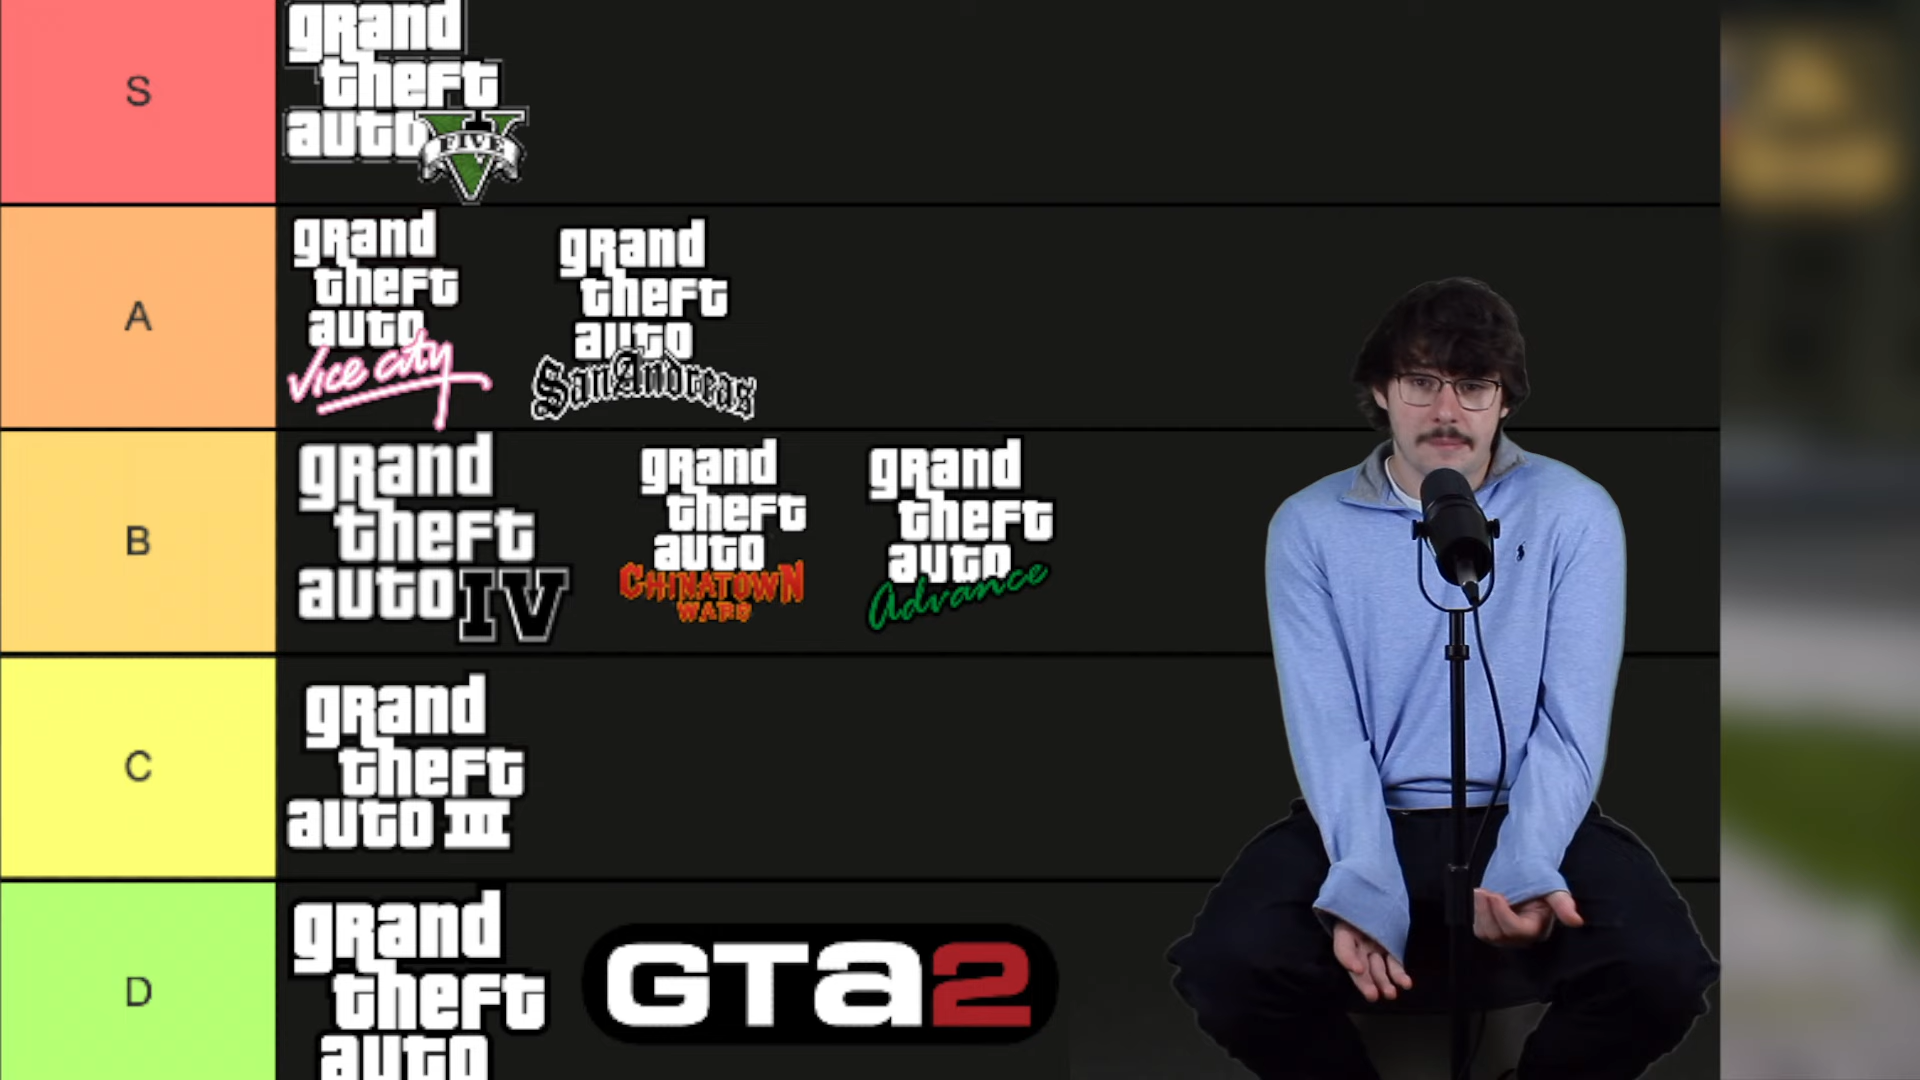 S
grand
theft
auto
FIVE
A
grand
theft
auto
vice city
grand
theft
auto
San Andreas
B
grand
theft
auto IV
grand
theft
auto
CHINATOWN
WARS
grand
theft
auto
Advance
C
grand
theft
auto III
D
grand
theft
auto
GTA2